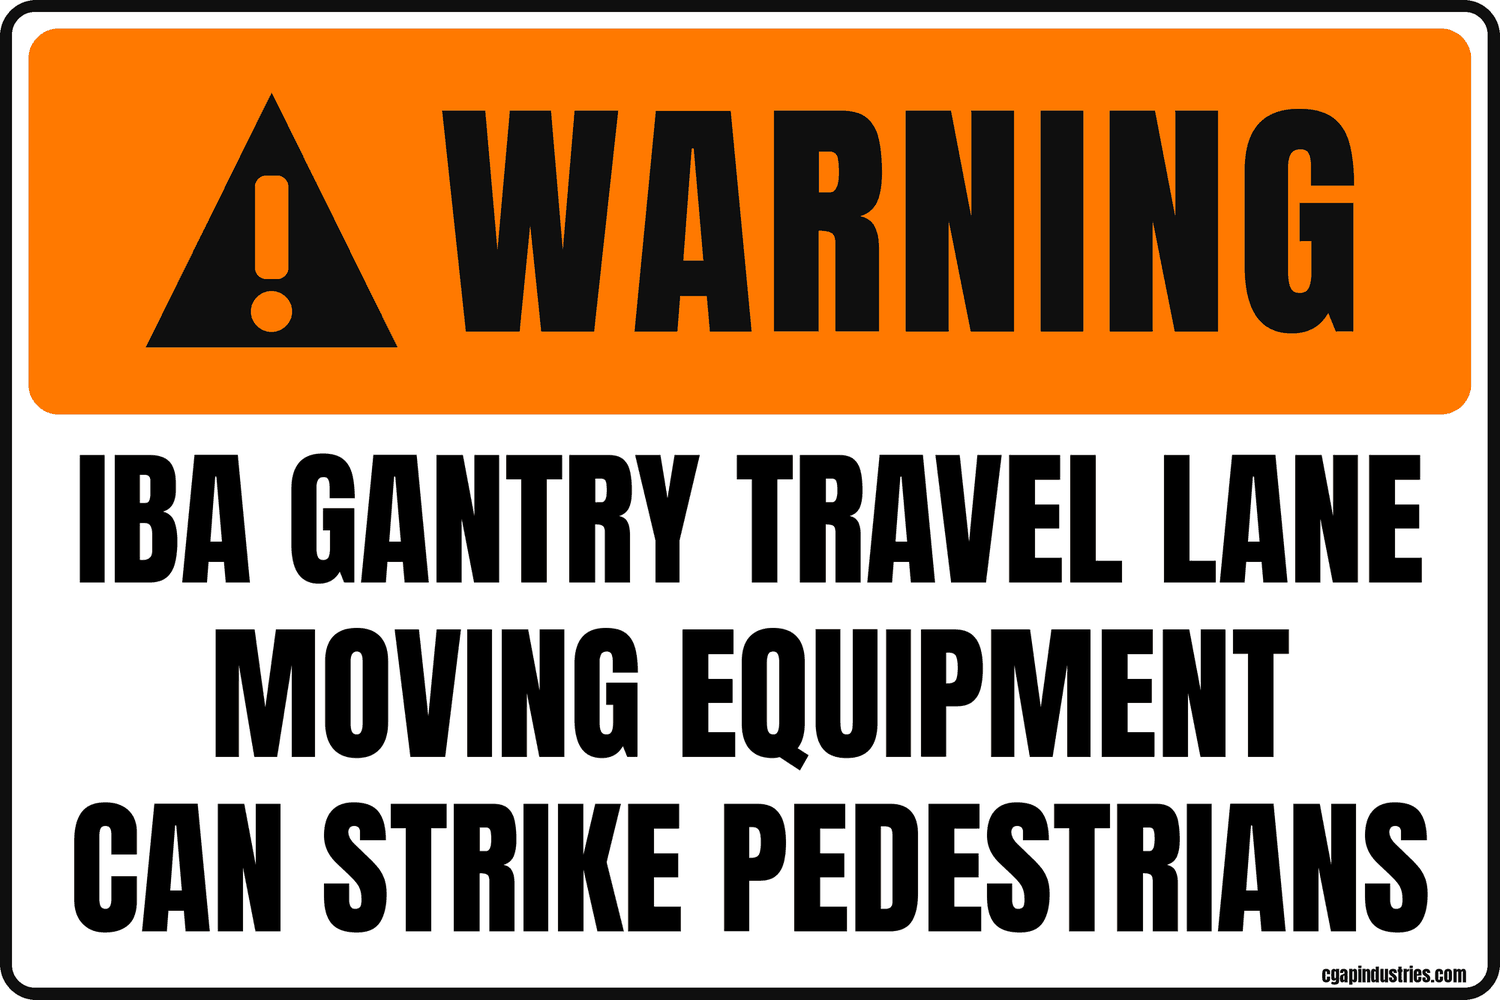 WARNING
IBA GANTRY TRAVEL LANE
MOVING EQUIPMENT
CAN STRIKE PEDESTRIANS
cgapindustries.com